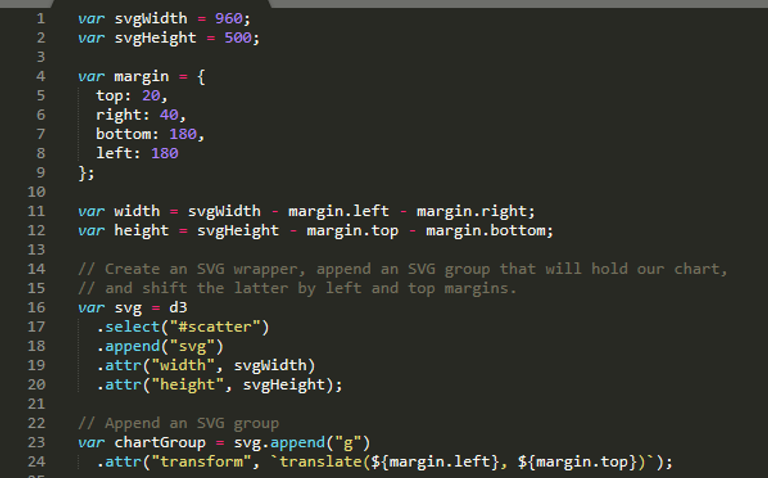 1 var svgWidth = 960;
2 var svgHeight = 500;
3
4 var margin = {
5 top: 20,
6 right: 40,
7 bottom: 180,
8 left: 180
9 };
10
11 var width = svgWidth - margin.left - margin.right;
12 var height = svgHeight - margin.top - margin.bottom;
13
14 // Create an SVG wrapper, append an SVG group that will hold our chart,
15 // and shift the latter by left and top margins.
16 var svg = d3
17 .select("#scatter")
18 .append("svg")
19 .attr("width", svgWidth)
20 .attr("height", svgHeight);
21
22 // Append an SVG group
23 var chartGroup = svg.append("g")
24 .attr("transform", `translate(${margin.left}, ${margin.top})`);